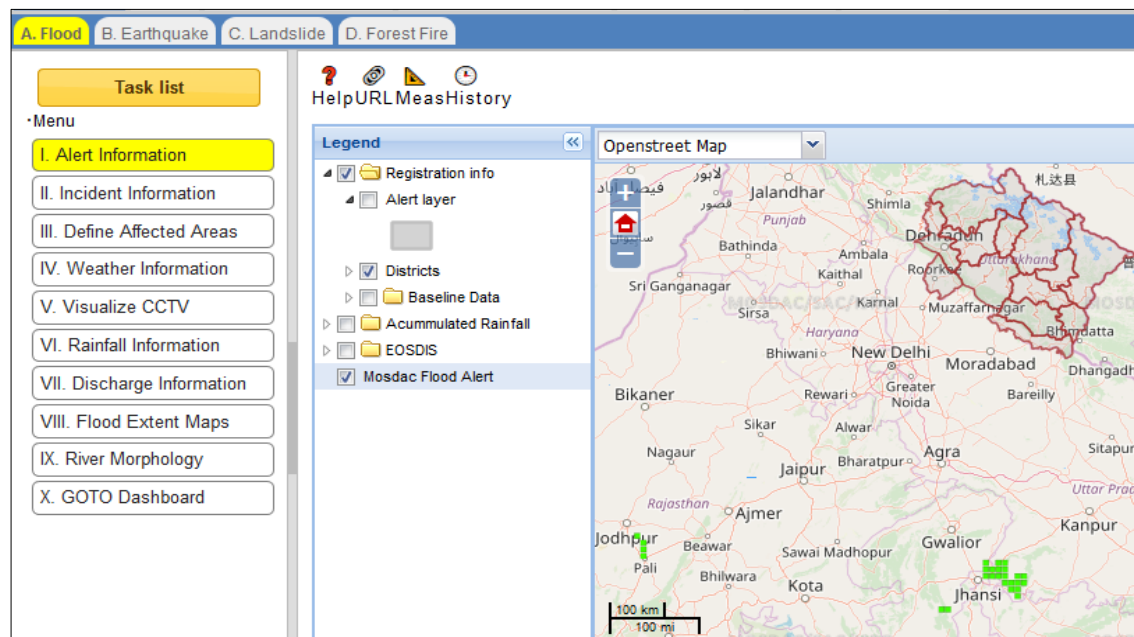 A. Flood
B. Earthquake
C. Landslide
D. Forest Fire
Task list
Menu
I. Alert Information
II. Incident Information
III. Define Affected Areas
IV. Weather Information
V. Visualize CCTV
VI. Rainfall Information
VII. Discharge Information
VIII. Flood Extent Maps
IX. River Morphology
X. GOTO Dashboard
HelpURLMeasHistory
Legend
Registration info
Alert layer
Districts
Baseline Data
Acummulated Rainfall
EOSDIS
Mosdac Flood Alert
Openstreet Map
لاہور
札达县
Jalandhar
Shimla
قصور
Punjab
Dehradun
Bathinda
Ambala
Uttarakhand
Kaithal
Roorkee
Sri Ganganagar
Sirsa
Karnal
Muzaffarnagar
Haryana
Bhimdatta
Bhiwani
New Delhi
Moradabad
Dhangadh
Bikaner
Rewari
Greater
Noida
Bareilly
Sikar
Alwar
Nagaur
Bharatpur
Agra
Sitapur
Jaipur
Rajasthan
Uttar Prad
Ajmer
Kanpur
Jodhpur
Beawar
Sawai Madhopur
Gwalior
Pali
Bhilwara
Kota
Jhansi
100 km
100 mi